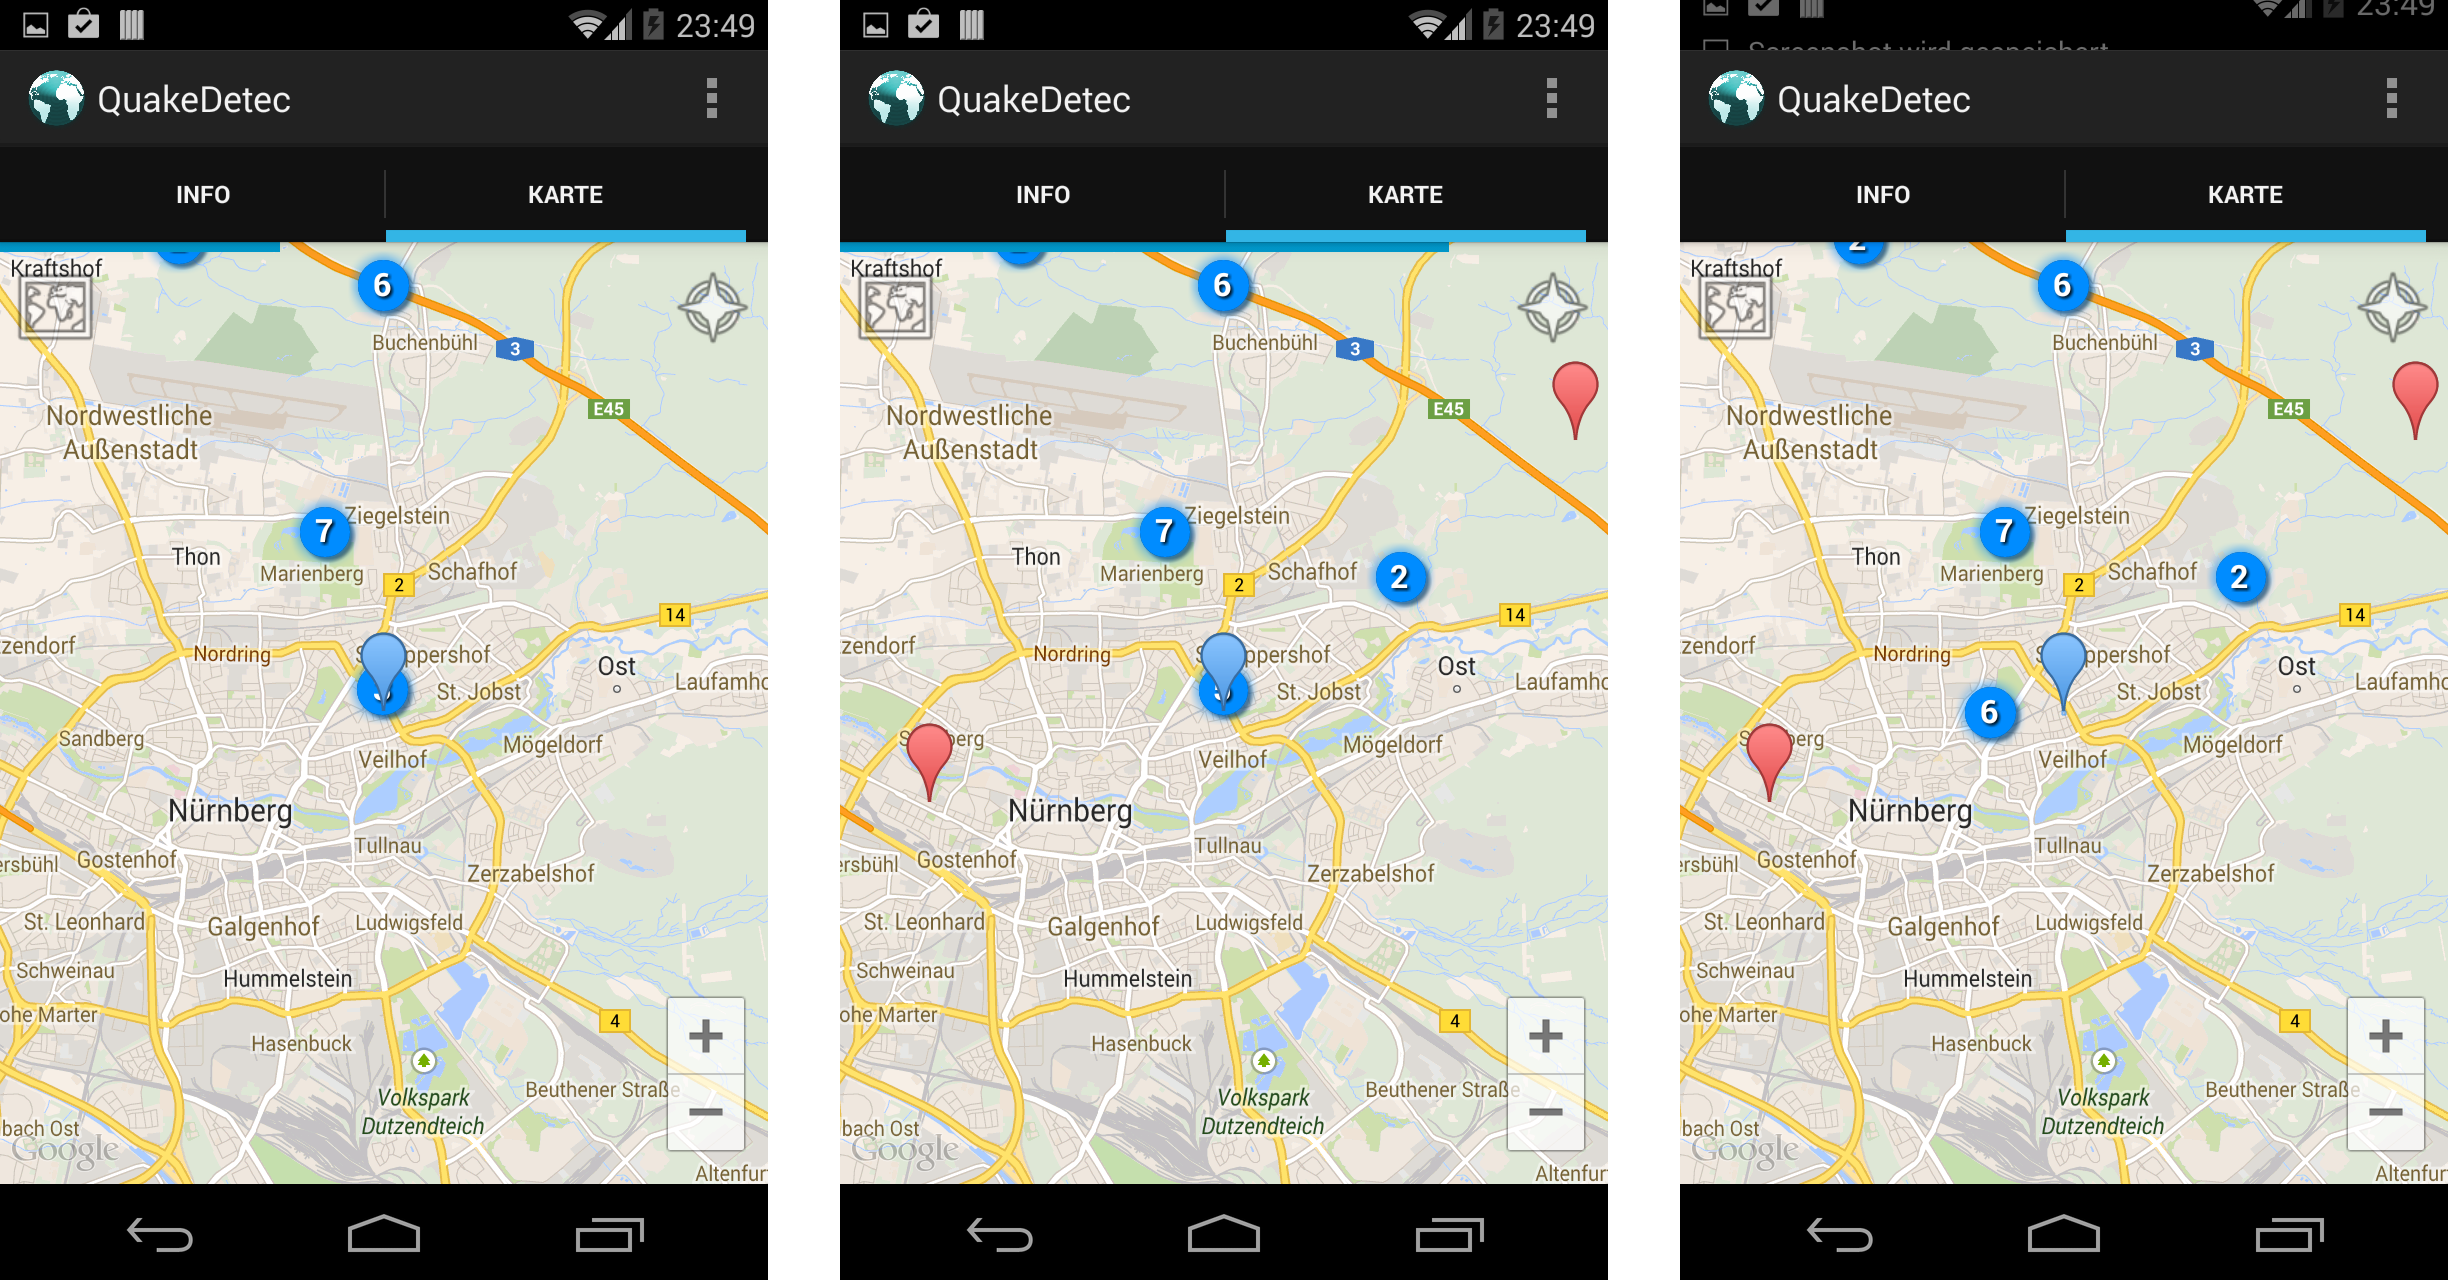 23:49
QuakeDetec
INFO KARTE
Kraftshof
6
Buchenbühl
3
Nordwestliche
Außenstadt
E45
7
Ziegelstein
Thon
Marienberg
Schafhof
2
14
zendorf
Nordring
ppershof
Ost
St. Jobst
Laufamho
Sandberg
Veilhof
Mögeldorf
Nürnberg
Tullnau
ersbühl
Gostenhof
Zerzabelshof
St. Leonhard
Galgenhof
Ludwigsfeld
Schweinau
Hummelstein
ohe Marter
4
Hasenbuck
Beuthener Straße
Volkspark
Dutzendteich
bach Ost
Google
Altenfur
23:49
QuakeDetec
INFO KARTE
Kraftshof
6
Buchenbühl
3
Nordwestliche
Außenstadt
E45
7
Ziegelstein
Thon
Marienberg
Schafhof
2
2
14
zendorf
Nordring
ppershof
Ost
St. Jobst
Laufamho
berg
Veilhof
Mögeldorf
Nürnberg
Tullnau
ersbühl
Gostenhof
Zerzabelshof
St. Leonhard
Galgenhof
Ludwigsfeld
Schweinau
Hummelstein
ohe Marter
4
Hasenbuck
Beuthener Straße
Volkspark
Dutzendteich
bach Ost
Google
Altenfur
23:49
Screenshot wird gespeichert
QuakeDetec
INFO KARTE
2
Kraftshof
6
Buchenbühl
3
Nordwestliche
Außenstadt
E45
7
Ziegelstein
Thon
Marienberg
Schafhof
2
2
14
zendorf
Nordring
ppershof
Ost
St. Jobst
Laufamho
6
berg
Veilhof
Mögeldorf
Nürnberg
Tullnau
ersbühl
Gostenhof
Zerzabelshof
St. Leonhard
Galgenhof
Ludwigsfeld
Schweinau
Hummelstein
ohe Marter
4
Hasenbuck
Beuthener Straße
Volkspark
Dutzendteich
bach Ost
Google
Altenfur